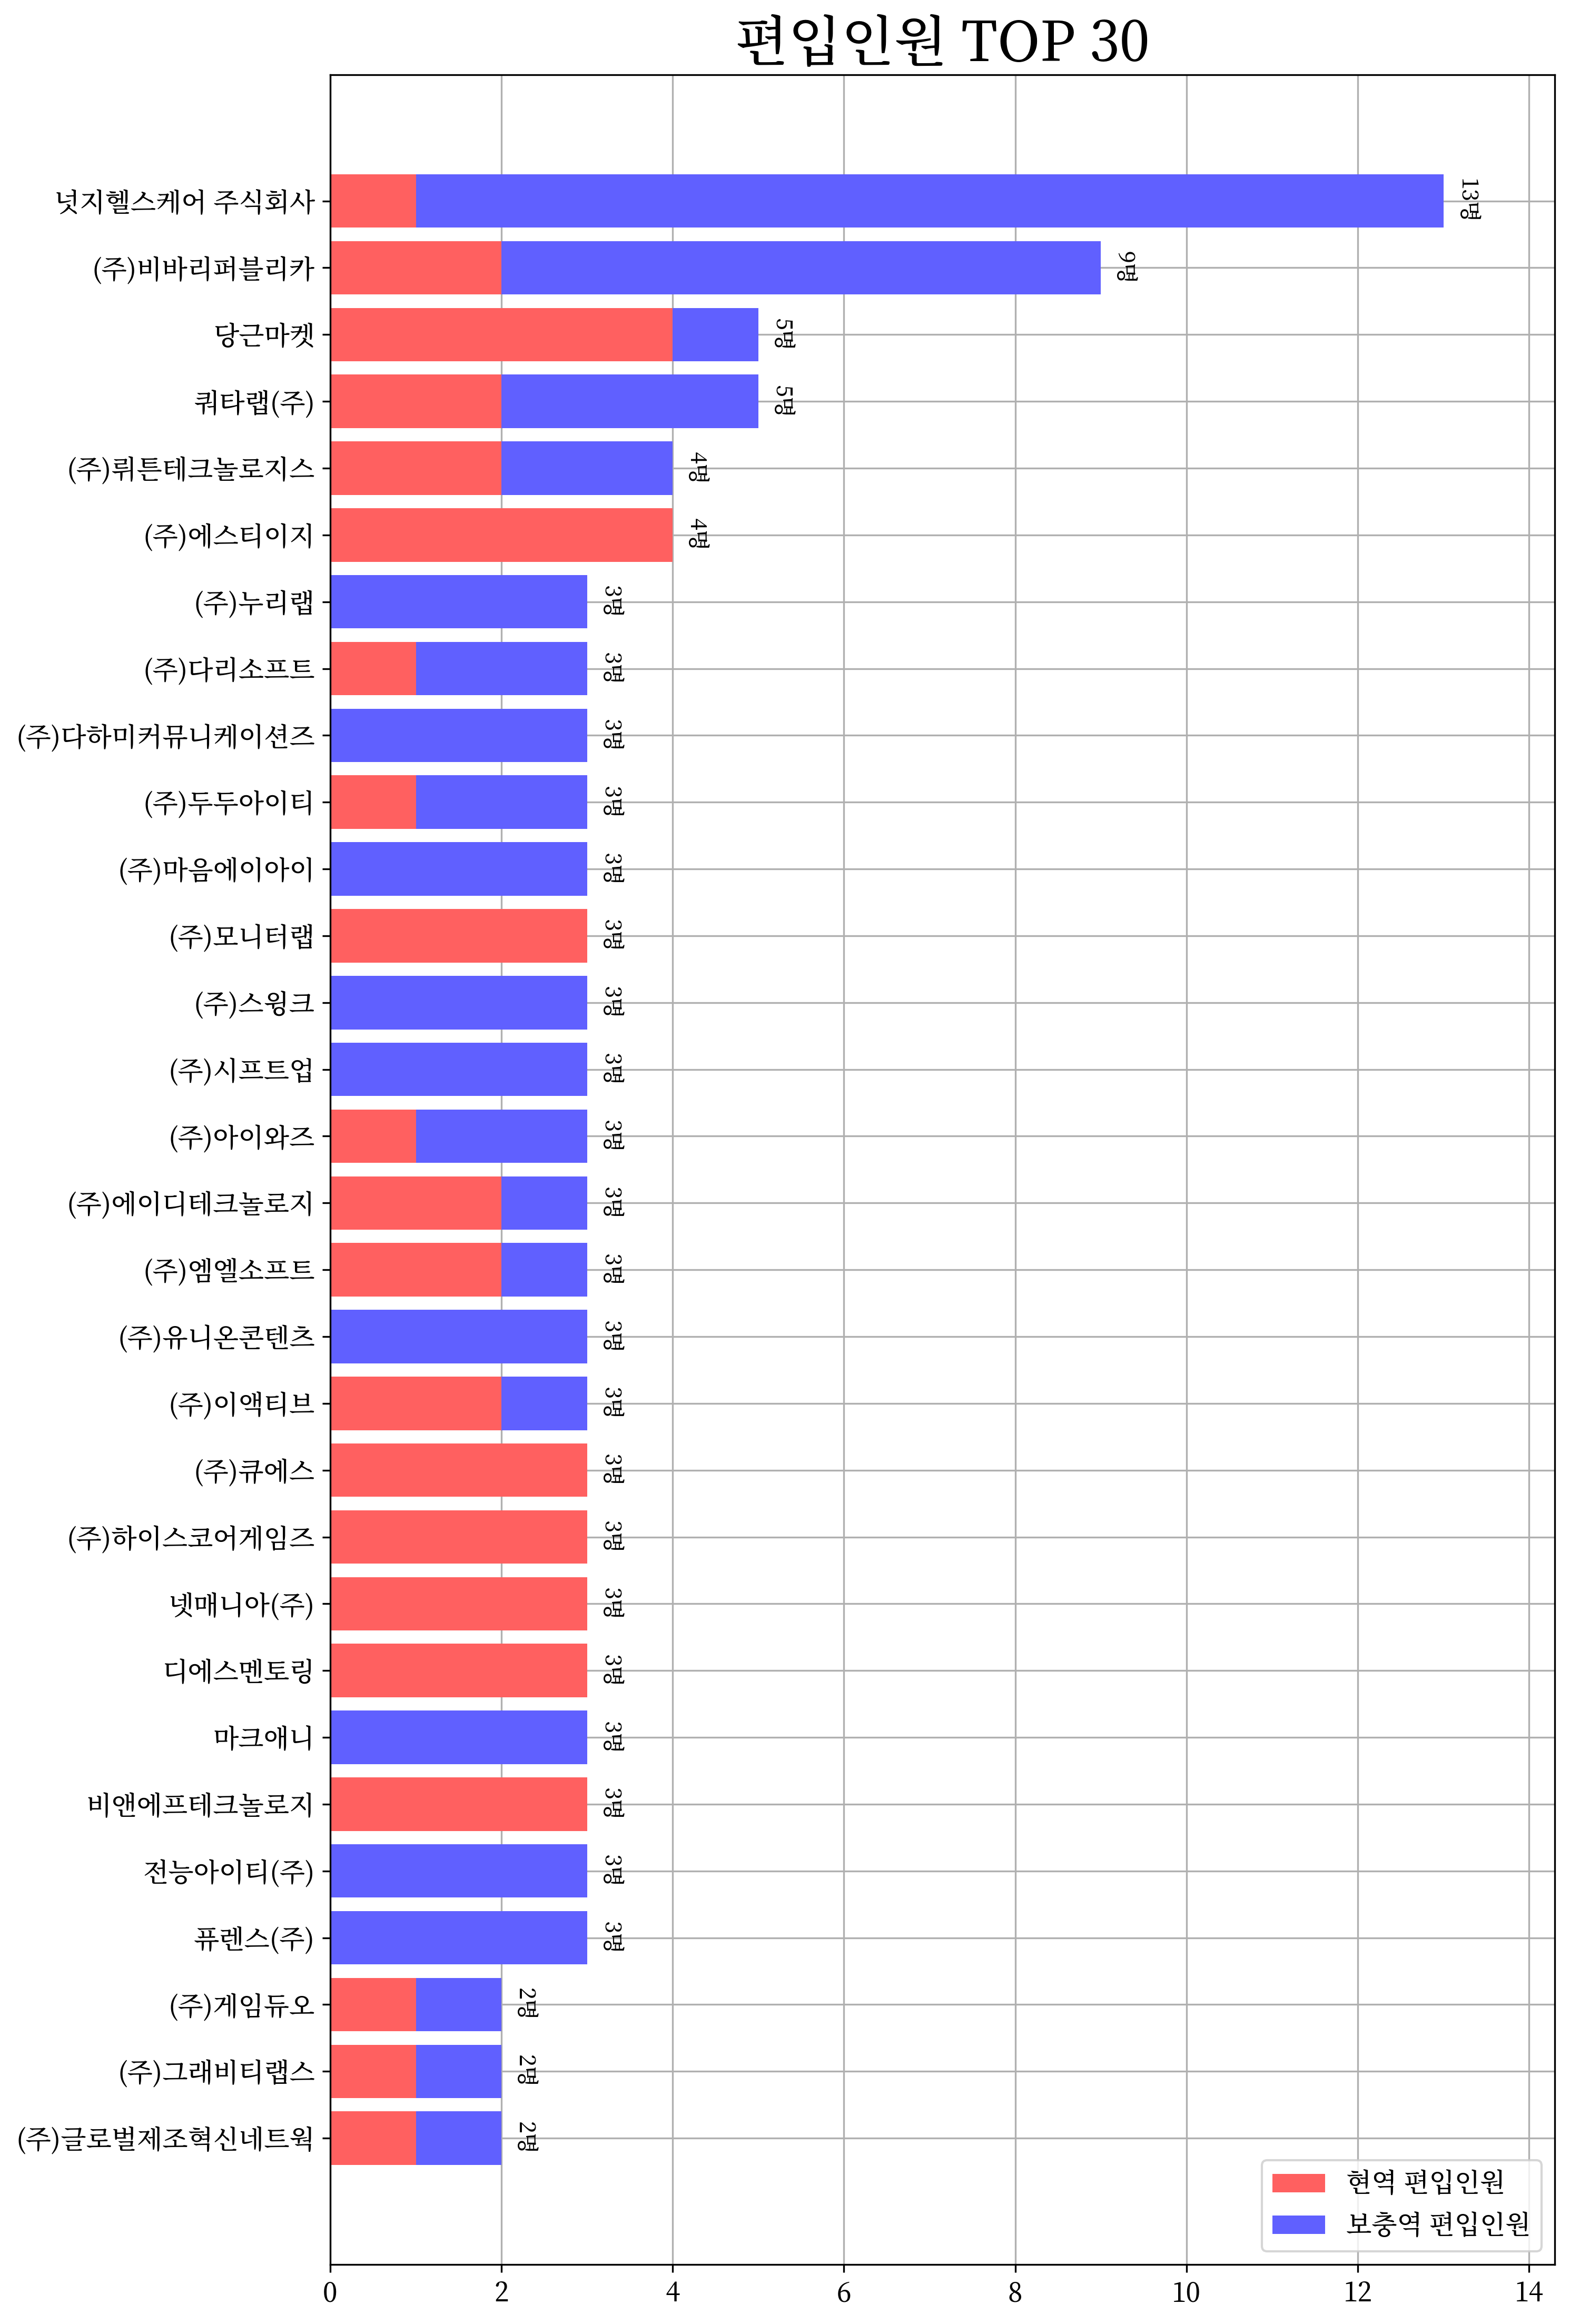 편입인원 TOP 30
넛지헬스케어 주식회사 13명
(주)비바리퍼블리카 9명
당근마켓 5명
쿼타랩(주) 5명
(주)뤼튼테크놀로지스 4명
(주)에스티이지 4명
(주)누리랩 3명
(주)다리소프트 3명
(주)다하미커뮤니케이션즈 3명
(주)두두아이티 3명
(주)마음에이아이 3명
(주)모니터랩 3명
(주)스윙크 3명
(주)시프트업 3명
(주)아이와즈 3명
(주)에이디테크놀로지 3명
(주)엠엘소프트 3명
(주)유니온콘텐츠 3명
(주)이액티브 3명
(주)큐에스 3명
(주)하이스코어게임즈 3명
넷매니아(주) 3명
디에스멘토링 3명
마크애니 3명
비앤에프테크놀로지 3명
전능아이티(주) 3명
퓨렌스(주) 3명
(주)게임듀오 2명
(주)그래비티랩스 2명
(주)글로벌제조혁신네트웍 2명
현역 편입인원
보충역 편입인원
0 2 4 6 8 10 12 14